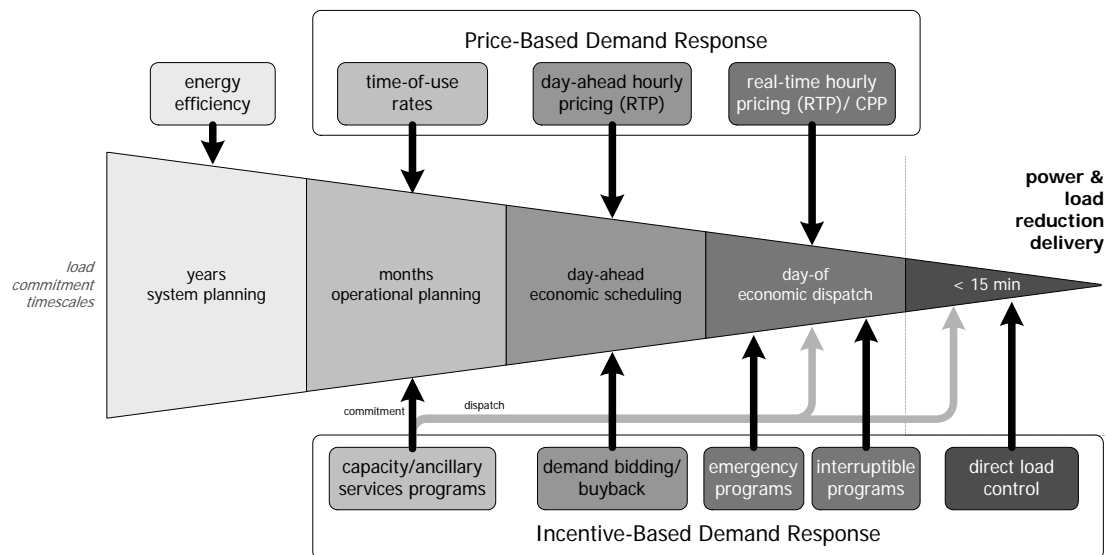 Price-Based Demand Response
energy
efficiency
time-of-use
rates
day-ahead hourly
pricing (RTP)
real-time hourly
pricing (RTP)/ CPP
power &
load
reduction
delivery
load
commitment
timescales
years
system planning
months
operational planning
day-ahead
economic scheduling
day-of
economic dispatch
< 15 min
commitment
dispatch
capacity/ancillary
services programs
demand bidding/
buyback
emergency
programs
interruptible
programs
direct load
control
Incentive-Based Demand Response